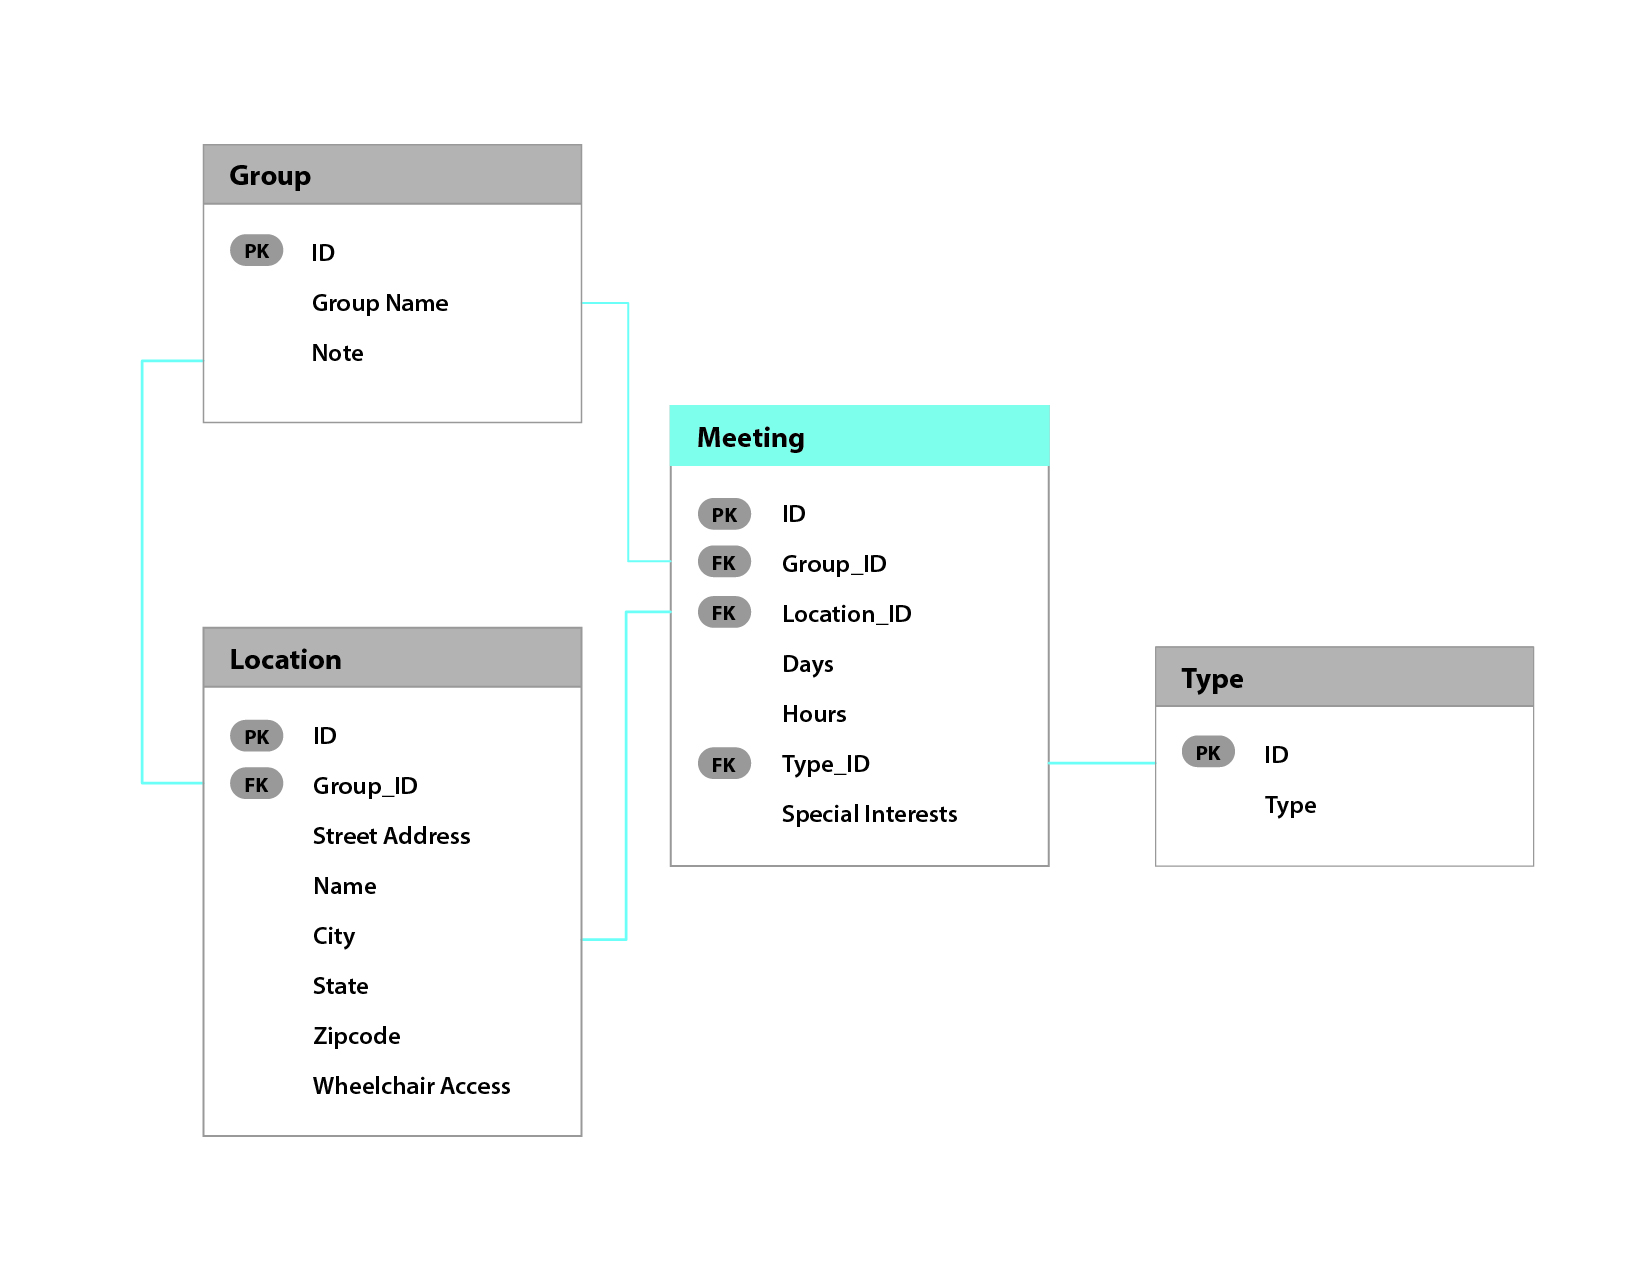 Group
PK ID
Group Name
Note
Location
PK ID
FK Group_ID
Street Address
Name
City
State
Zipcode
Wheelchair Access
Meeting
PK ID
FK Group_ID
FK Location_ID
Days
Hours
FK Type_ID
Special Interests
Type
PK ID
Type